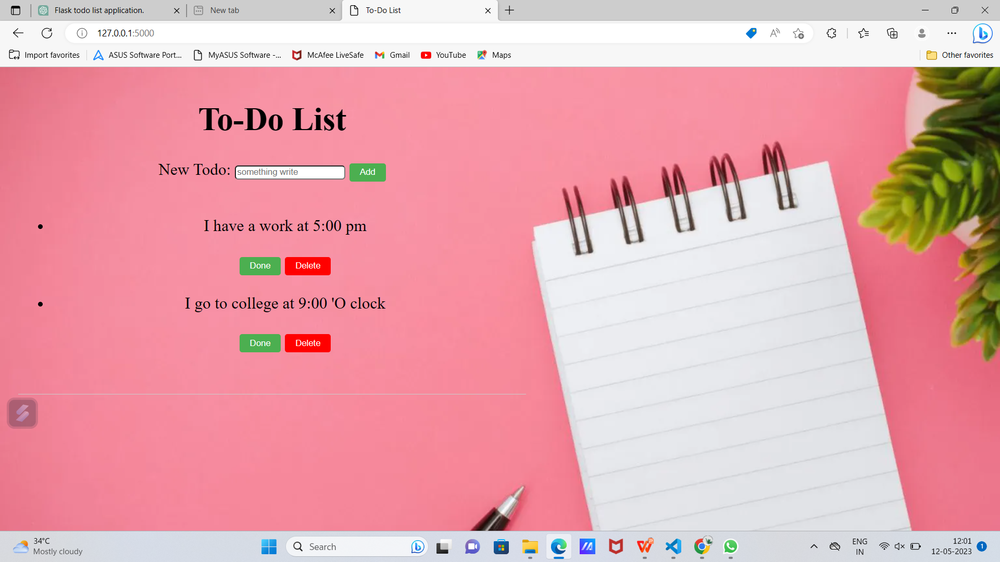 Flask todo list application.
New tab
To-Do List
127.0.0.1:5000
Import favorites
ASUS Software Port...
MyASUS Software -...
McAfee LiveSafe
Gmail
YouTube
Maps
Other favorites
To-Do List
New Todo: something write Add
I have a work at 5:00 pm
Done Delete
I go to college at 9:00 'O clock
Done Delete
34°C
Mostly cloudy
Search
ENG
IN
12:01
12-05-2023
1